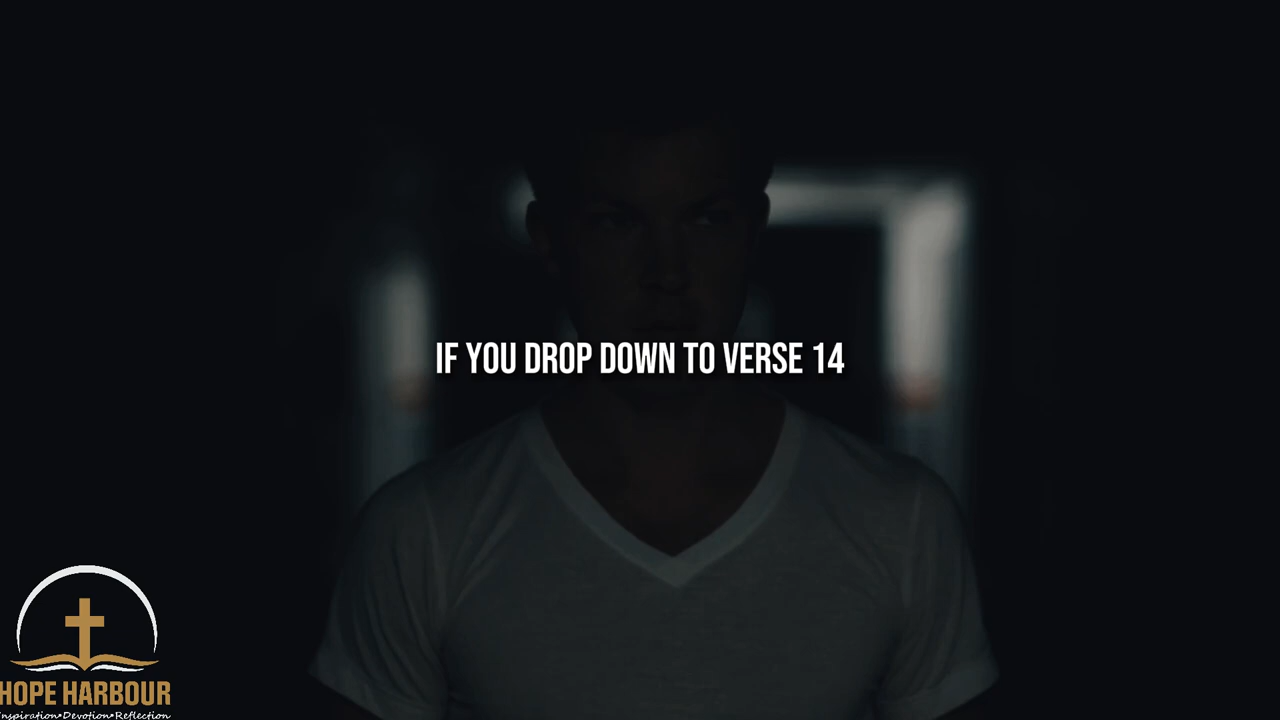 IF YOU DROP DOWN TO VERSE 14
HOPE HARBOUR
Inspiration•Devotion•Reflection